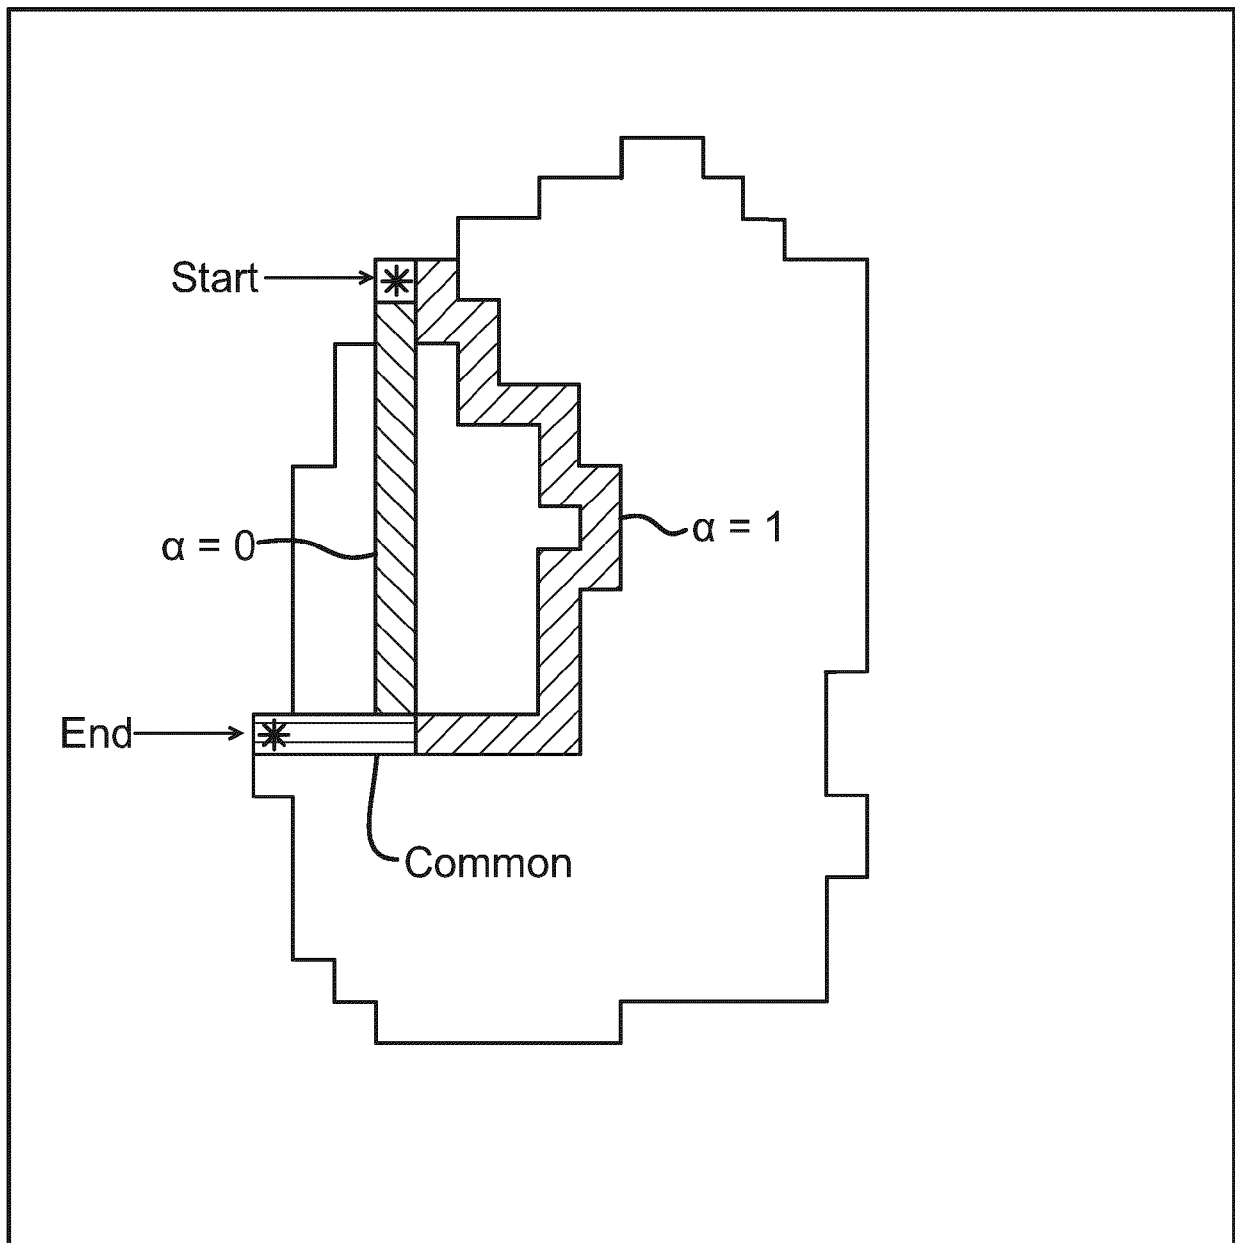 Start
α = 0
α = 1
End
Common